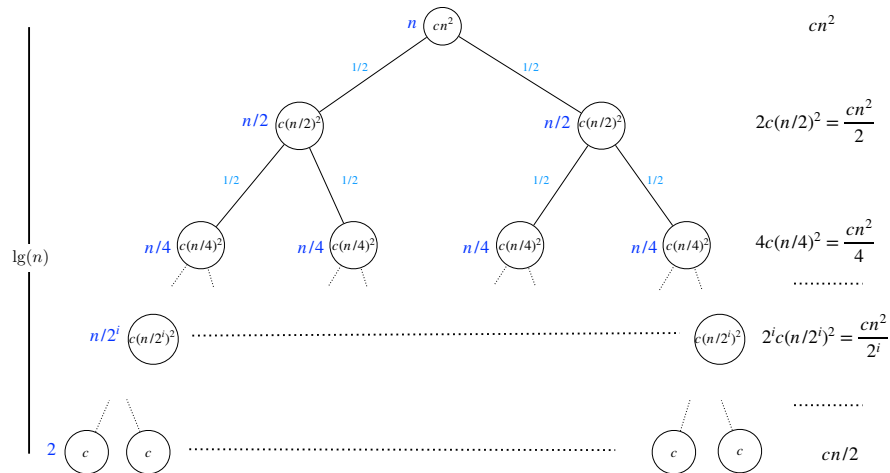 n cn² cn²
1/2 1/2
n/2 c(n/2)² n/2 c(n/2)² 2c(n/2)² = cn²/2
1/2 1/2 1/2 1/2
n/4 c(n/4)² n/4 c(n/4)² n/4 c(n/4)² n/4 c(n/4)² 4c(n/4)² = cn²/4
lg(n)
n/2ⁱ c(n/2ⁱ)² c(n/2ⁱ)² 2ⁱc(n/2ⁱ)² = cn²/2ⁱ
2 c c c c cn/2